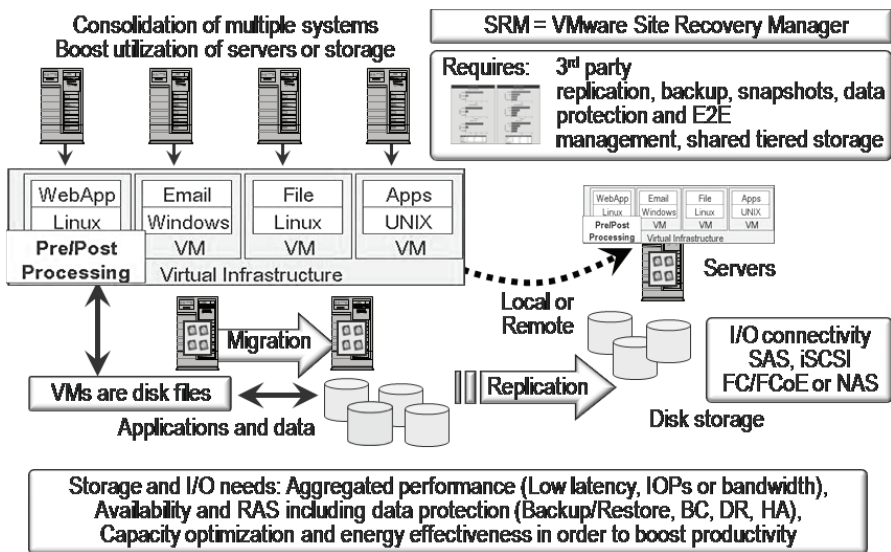 Consolidation of multiple systems
Boost utilization of servers or storage
SRM = VMware Site Recovery Manager
Requires: 3rd party
replication, backup, snapshots, data
protection and E2E
management, shared tiered storage
WebApp Email File Apps
Linux Windows Linux UNIX
Pre/Post VM VM VM
Processing Virtual Infrastructure
WebApp Email File Apps
Linux Windows Linux UNIX
Pre/Post VM VM VM
Processing Virtual Infrastructure
Servers
Local or
Remote
Migration
I/O connectivity
SAS, iSCSI
FC/FCoE or NAS
VMs are disk files
Replication
Applications and data
Disk storage
Storage and I/O needs: Aggregated performance (Low latency, IOPs or bandwidth),
Availability and RAS including data protection (Backup/Restore, BC, DR, HA),
Capacity optimization and energy effectiveness in order to boost productivity